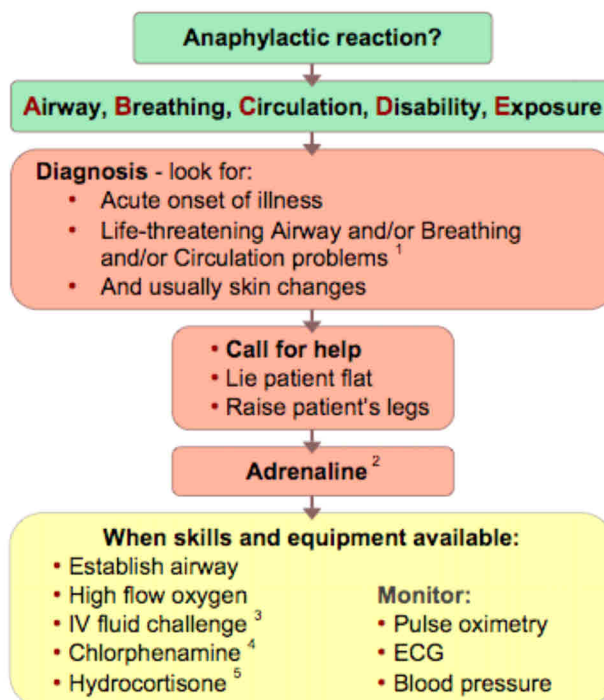 Anaphylactic reaction?
Airway, Breathing, Circulation, Disability, Exposure
Diagnosis - look for:
• Acute onset of illness
• Life-threatening Airway and/or Breathing
and/or Circulation problems 1
• And usually skin changes
• Call for help
• Lie patient flat
• Raise patient's legs
Adrenaline 2
When skills and equipment available:
• Establish airway
• High flow oxygen
• IV fluid challenge 3
• Chlorphenamine 4
• Hydrocortisone 5
Monitor:
• Pulse oximetry
• ECG
• Blood pressure